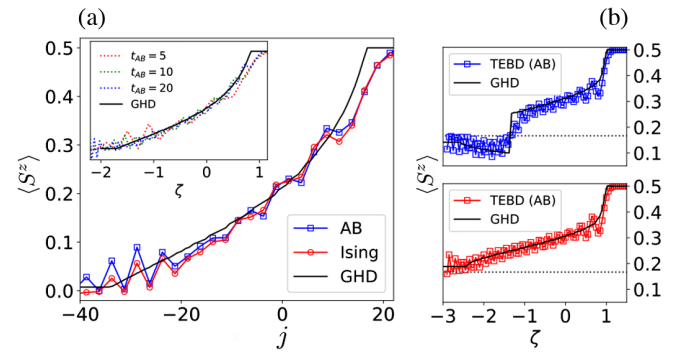 (a)
(b)
t_AB = 5
t_AB = 10
t_AB = 20
GHD
−2 −1 0 1
ζ
0.5
0.4
0.3
0.2
0.1
0.0
⟨S^z⟩
AB
Ising
GHD
−40 −20 0 20
j
TEBD (AB)
GHD
0.5
0.4
0.3
0.2
0.1
⟨S^z⟩
TEBD (AB)
GHD
0.5
0.4
0.3
0.2
0.1
⟨S^z⟩
−3 −2 −1 0 1
ζ